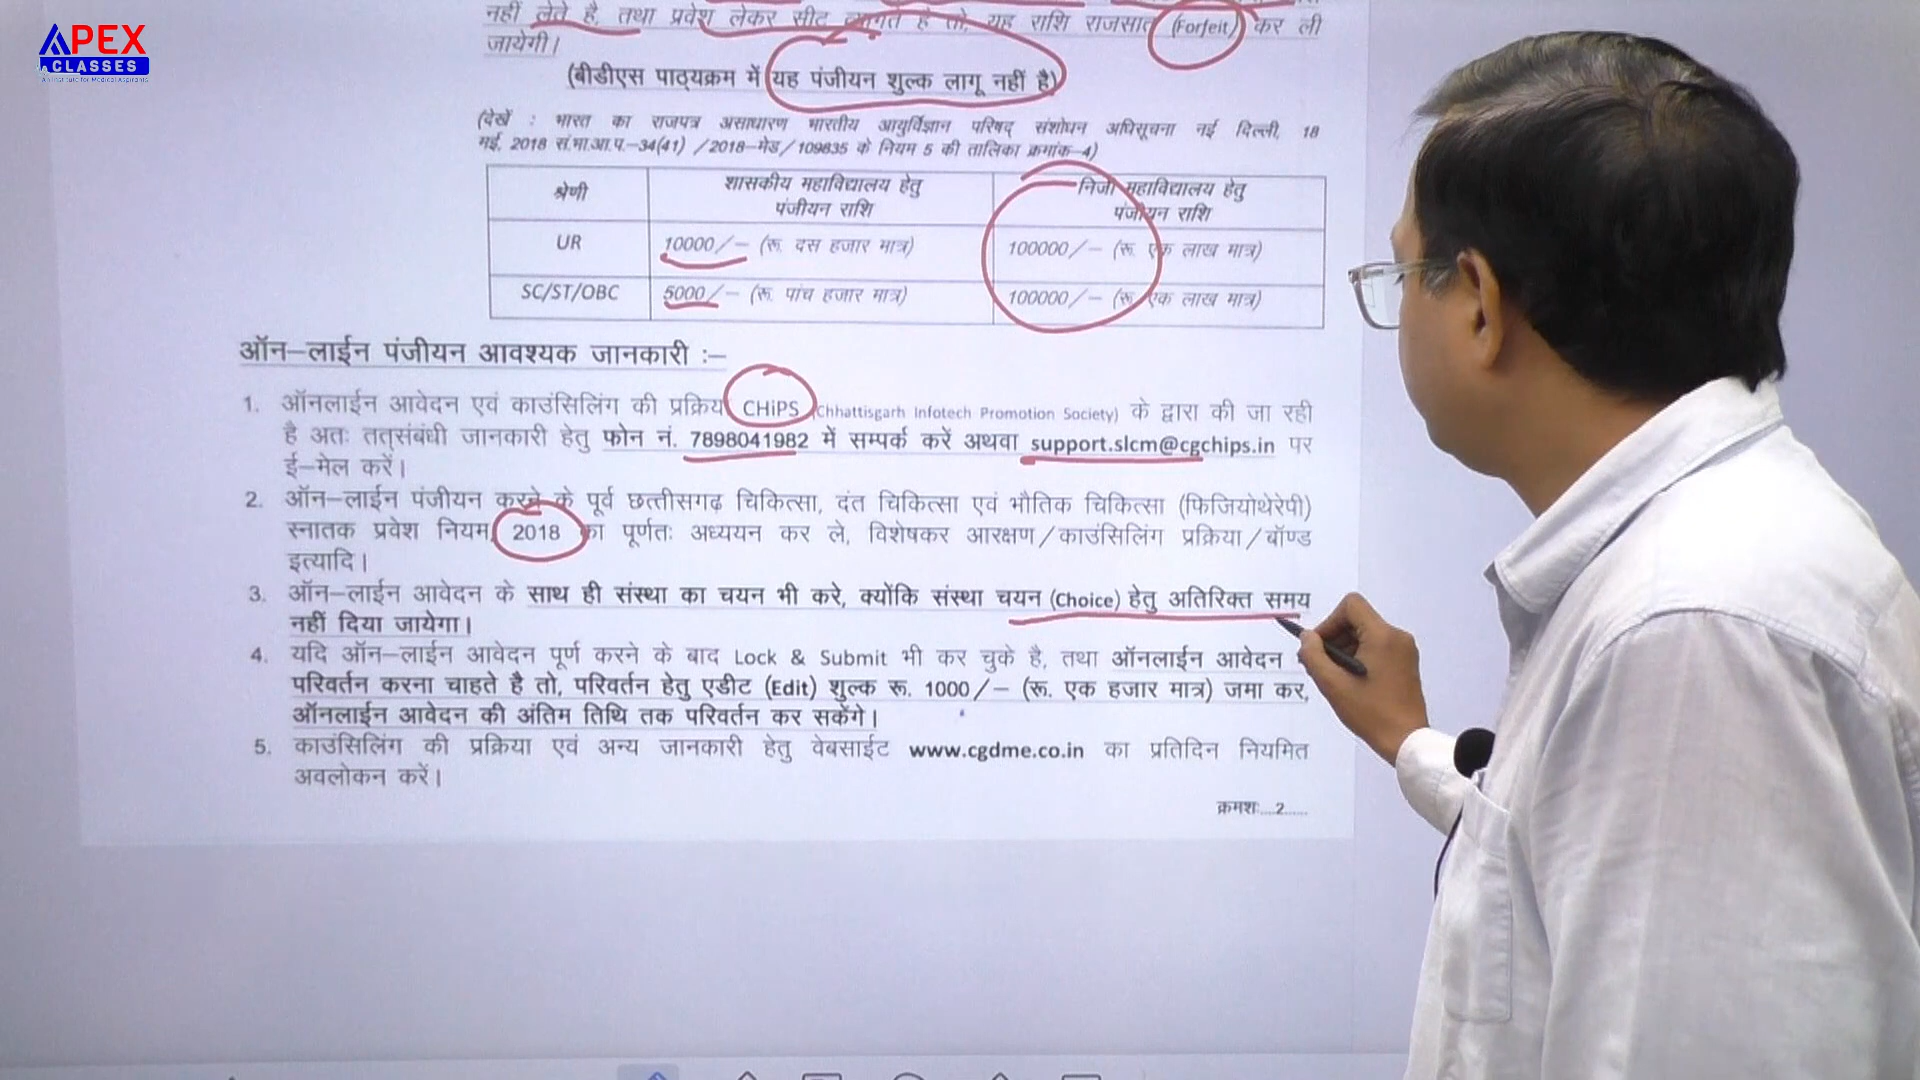 APEX
CLASSES
An Institute for Medical Aspirants
नहीं लेते है, तथा प्रवेश लेकर सीट त्यागते है तो, यह राशि राजसात (Forfeit) कर ली
जायेगी।
(बीडीएस पाठ्यक्रम में यह पंजीयन शुल्क लागू नहीं है)
(देखें : भारत का राजपत्र असाधारण भारतीय आयुर्विज्ञान परिषद् संशोधन अधिसूचना नई दिल्ली, 18
मई, 2018 सं.भा.आ.प.–34(41) /2018–मेड/109835 के नियम 5 की तालिका क्रमांक–4)
श्रेणी शासकीय महाविद्यालय हेतु पंजीयन राशि निजी महाविद्यालय हेतु पंजीयन राशि
UR 10000/– (रू. दस हजार मात्र) 100000/– (रू. एक लाख मात्र)
SC/ST/OBC 5000/– (रू. पांच हजार मात्र) 100000/– (रू. एक लाख मात्र)
ऑन–लाईन पंजीयन आवश्यक जानकारी :–
1. ऑनलाईन आवेदन एवं काउंसिलिंग की प्रक्रिया CHiPS (Chhattisgarh Infotech Promotion Society) के द्वारा की जा रही
है अतः तत्संबंधी जानकारी हेतु फोन नं. 7898041982 में सम्पर्क करें अथवा support.slcm@cgchips.in पर
ई–मेल करें।
2. ऑन–लाईन पंजीयन करने के पूर्व छत्तीसगढ़ चिकित्सा, दंत चिकित्सा एवं भौतिक चिकित्सा (फिजियोथेरेपी)
स्नातक प्रवेश नियम, 2018 का पूर्णतः अध्ययन कर ले, विशेषकर आरक्षण/काउंसिलिंग प्रक्रिया/बॉण्ड
इत्यादि।
3. ऑन–लाईन आवेदन के साथ ही संस्था का चयन भी करे, क्योंकि संस्था चयन (Choice) हेतु अतिरिक्त समय
नहीं दिया जायेगा।
4. यदि ऑन–लाईन आवेदन पूर्ण करने के बाद Lock & Submit भी कर चुके है, तथा ऑनलाईन आवेदन
परिवर्तन करना चाहते है तो, परिवर्तन हेतु एडीट (Edit) शुल्क रू. 1000/– (रू. एक हजार मात्र) जमा कर,
ऑनलाईन आवेदन की अंतिम तिथि तक परिवर्तन कर सकेंगे।
5. काउंसिलिंग की प्रक्रिया एवं अन्य जानकारी हेतु वेबसाईट www.cgdme.co.in का प्रतिदिन नियमित
अवलोकन करें।
क्रमशः....2......